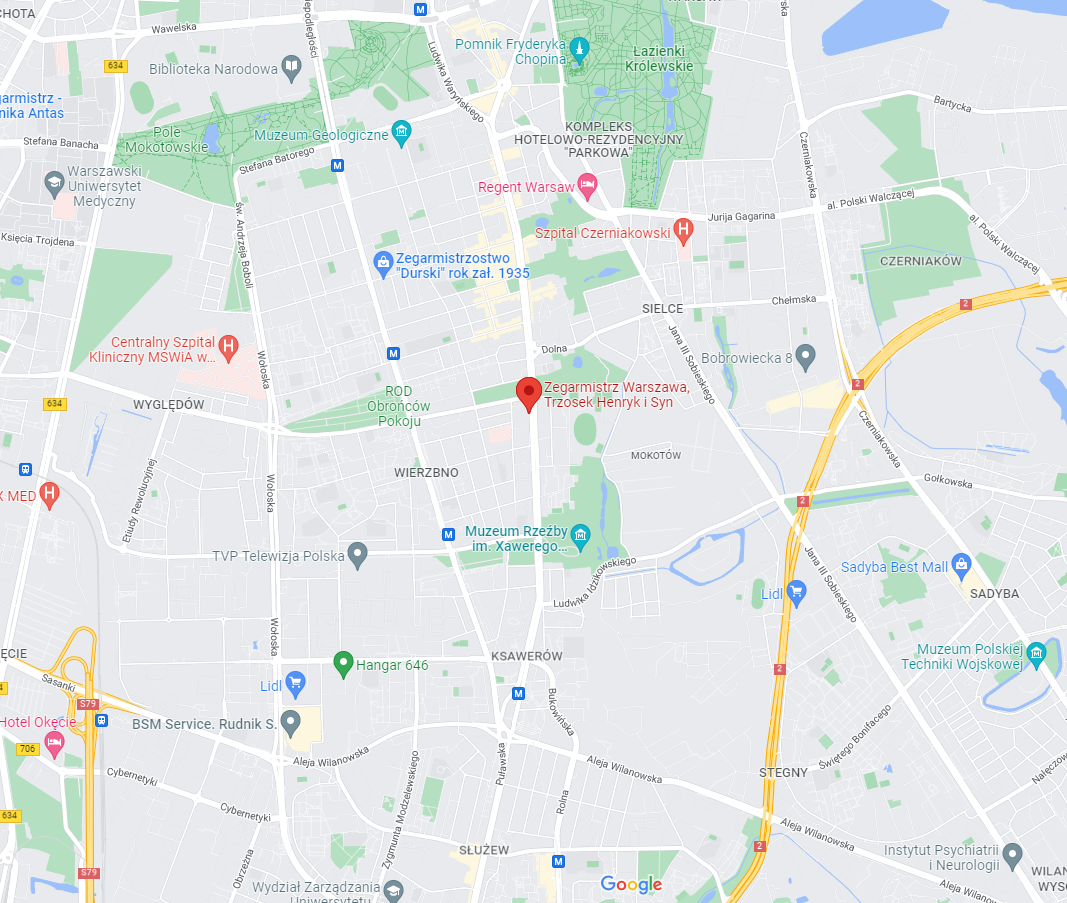 CHOTA
Wawelska
Niepodległości
Pomnik Fryderyka
Chopina
Łazienki
Królewskie
634
Biblioteka Narodowa
Ludwika Waryńskiego
garmistrz -
nika Antas
Bartycka
Pole
Mokotowskie
Muzeum Geologiczne
KOMPLEKS
HOTELOWO-REZYDENCYJNY
"PARKOWA"
Stefana Banacha
Stefana Batorego
Czerniakowska
Warszawski
Uniwersytet
Medyczny
Regent Warsaw
al. Polski Walczącej
Jurija Gagarina
al. Polski Walczącej
św. Andrzeja Boboli
Księcia Trojdena
Szpital Czerniakowski
Zegarmistrzostwo
"Durski" rok zał. 1935
CZERNIAKÓW
SIELCE
Chełmska
2
Centralny Szpital
Kliniczny MSWiA w...
Wołoska
Dolna
Jana III Sobieskiego
Bobrowiecka 8
2
Zegarmistrz Warszawa,
Trzosek Henryk i Syn
ROD
Obrońców
Pokoju
634
WYGLĘDÓW
Czerniakowska
MOKOTÓW
WIERZBNO
Etiudy Rewolucyjnej
Wołoska
Gołkowska
X MED
2
Muzeum Rzeźby
im. Xawerego...
TVP Telewizja Polska
Ludwika Idzikowskiego
Jana III Sobieskiego
Sadyba Best Mall
Lidl
SADYBA
Wołoska
ĘCIE
KSAWERÓW
Muzeum Polskiej
Techniki Wojskowej
Hangar 646
2
Sasanki
Lidl
4
S79
Bukowińska
Hotel Okęcie
BSM Service. Rudnik S.
Świętego Bonifacego
706
Puławska
Aleja Wilanowska
Aleja Wilanowska
STEGNY
Nałęczow
Cybernetyki
Zygmunta Modzelewskiego
Rolna
634
Cybernetyki
Aleja Wilanowska
2
SŁUŻEW
Instytut Psychiatrii
i Neurologii
Obrzeżna
S79
WILAN
WYSO
Aleja Wilanowska
Google
Wydział Zarządzania
Uniwersytetu